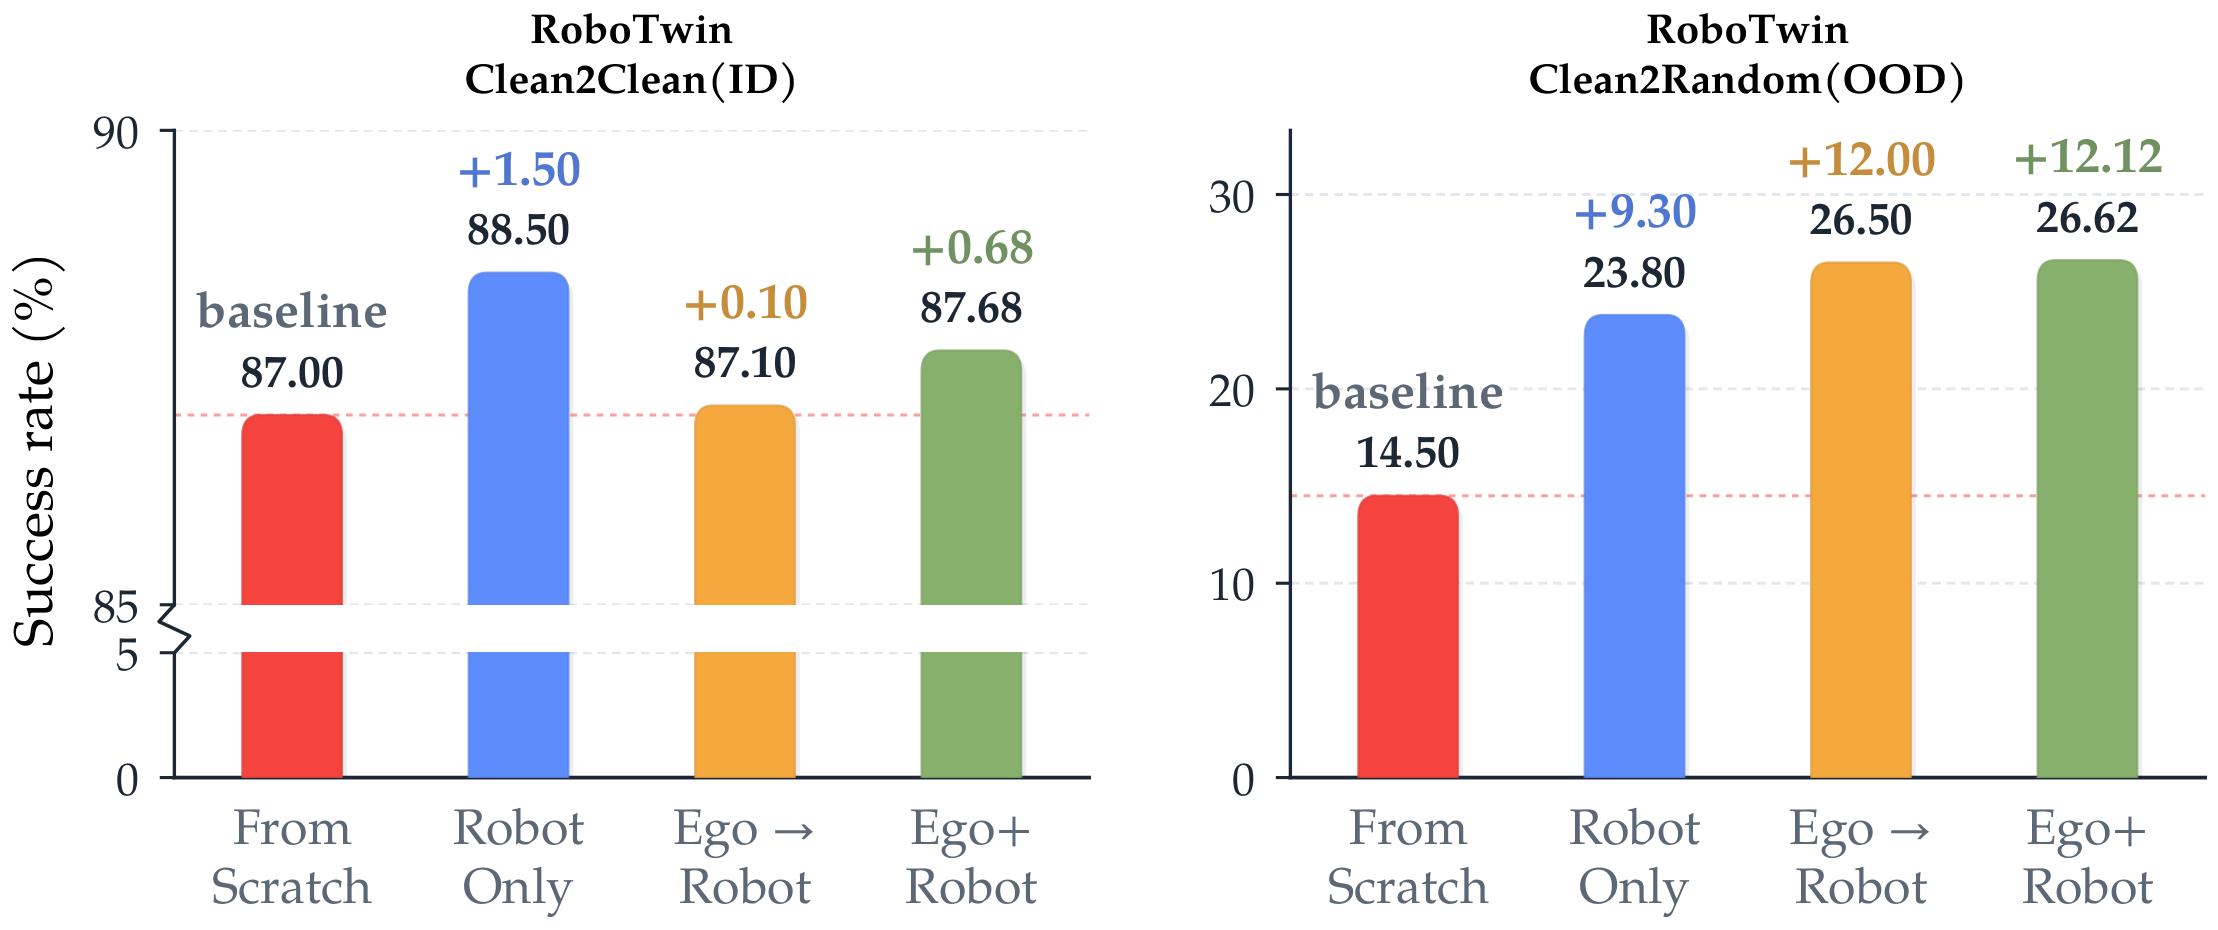 RoboTwin
Clean2Clean(ID)
Success rate (%)
90
85
5
0
baseline
87.00
+1.50
88.50
+0.10
87.10
+0.68
87.68
From
Scratch
Robot
Only
Ego →
Robot
Ego+
Robot
RoboTwin
Clean2Random(OOD)
30
20
10
0
baseline
14.50
+9.30
23.80
+12.00
26.50
+12.12
26.62
From
Scratch
Robot
Only
Ego →
Robot
Ego+
Robot